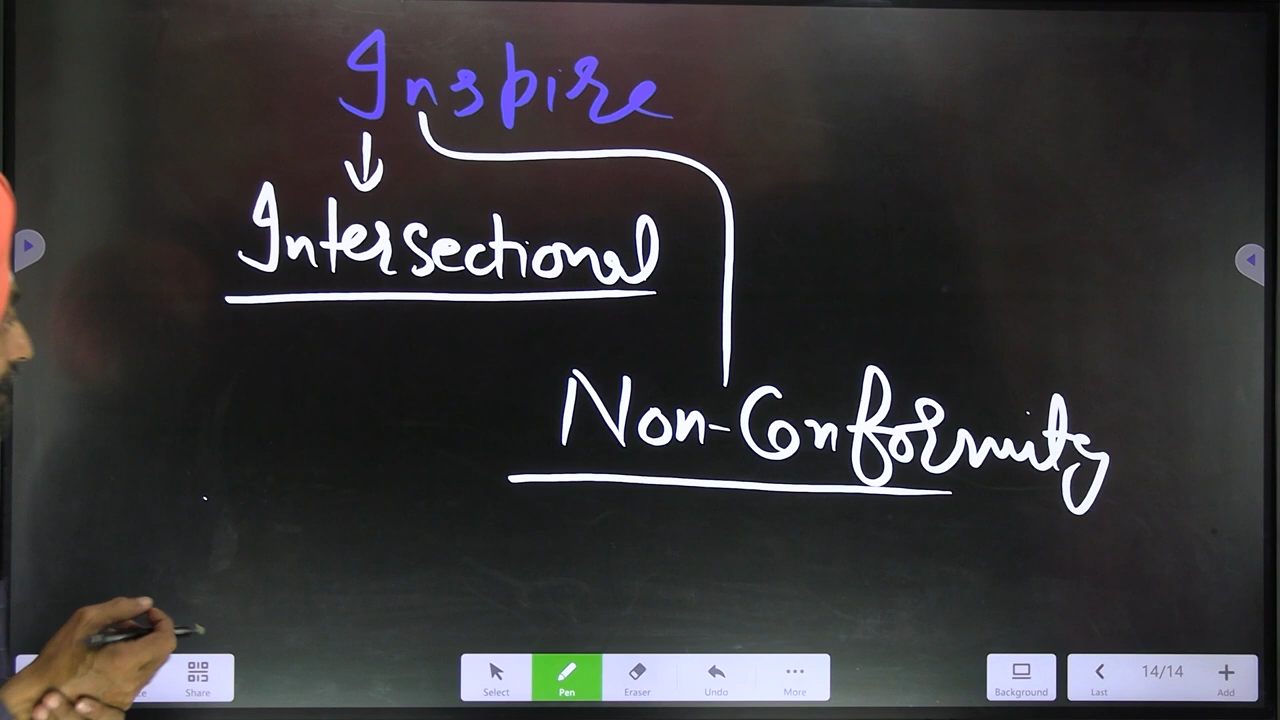 Inspire
Intersectional
Non-Conformity
Share
Select
Pen
Eraser
Undo
More
Background
Last
14/14
Add